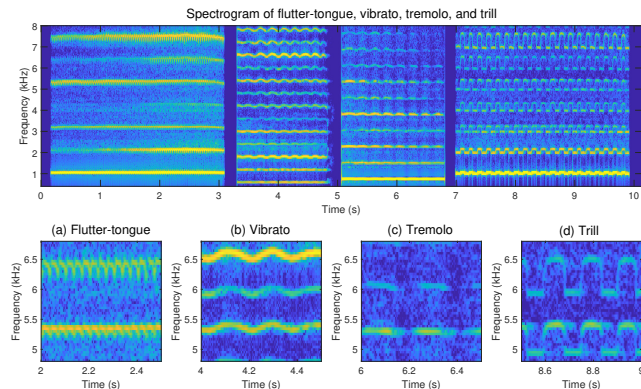 Spectrogram of flutter-tongue, vibrato, tremolo, and trill
Frequency (kHz)
8
7
6
5
4
3
2
1
0 1 2 3 4 5 6 7 8 9 10
Time (s)
(a) Flutter-tongue
Frequency (kHz)
6.5
6
5.5
5
2 2.2 2.4
Time (s)
(b) Vibrato
Frequency (kHz)
6.5
6
5.5
5
4 4.2 4.4
Time (s)
(c) Tremolo
Frequency (kHz)
6.5
6
5.5
5
6 6.2 6.4
Time (s)
(d) Trill
Frequency (kHz)
6.5
6
5.5
5
8.6 8.8
Time (s)